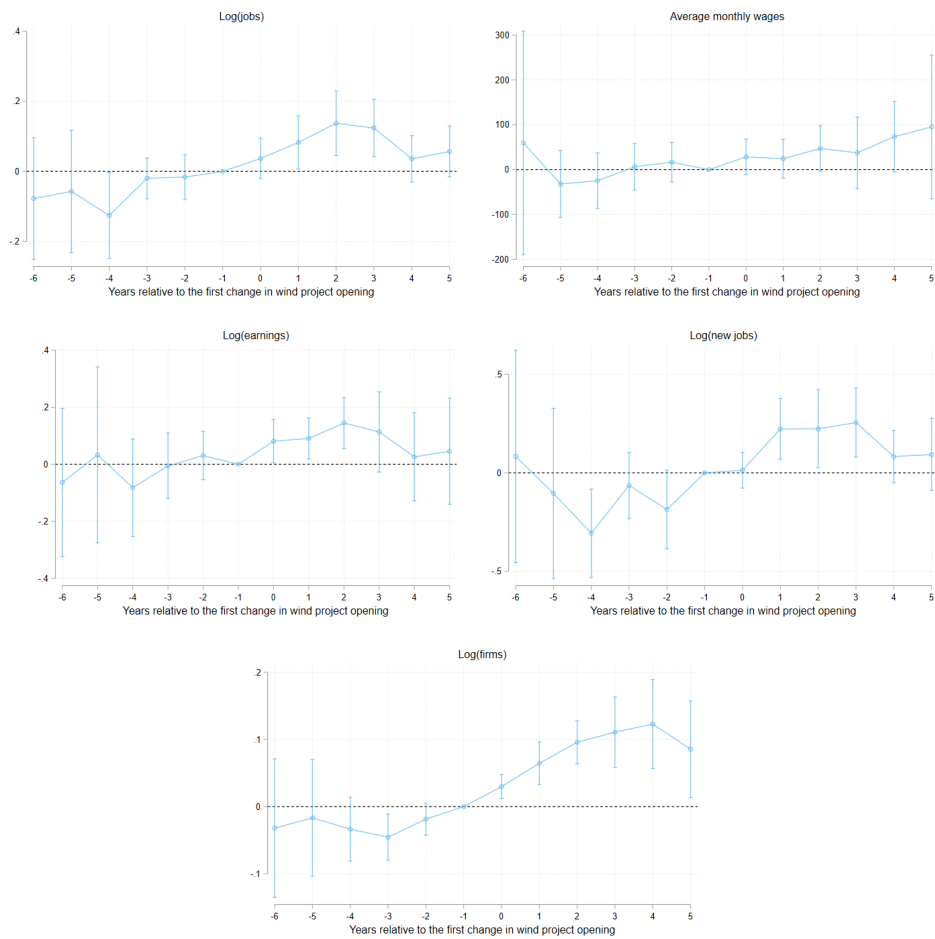 Log(jobs)
.4
.2
0
-.2
-6 -5 -4 -3 -2 -1 0 1 2 3 4 5
Years relative to the first change in wind project opening
Average monthly wages
300
200
100
0
-100
-200
-6 -5 -4 -3 -2 -1 0 1 2 3 4 5
Years relative to the first change in wind project opening
Log(earnings)
.4
.2
0
-.2
-.4
-6 -5 -4 -3 -2 -1 0 1 2 3 4 5
Years relative to the first change in wind project opening
Log(new jobs)
.5
0
-.5
-6 -5 -4 -3 -2 -1 0 1 2 3 4 5
Years relative to the first change in wind project opening
Log(firms)
.2
.1
0
-.1
-6 -5 -4 -3 -2 -1 0 1 2 3 4 5
Years relative to the first change in wind project opening